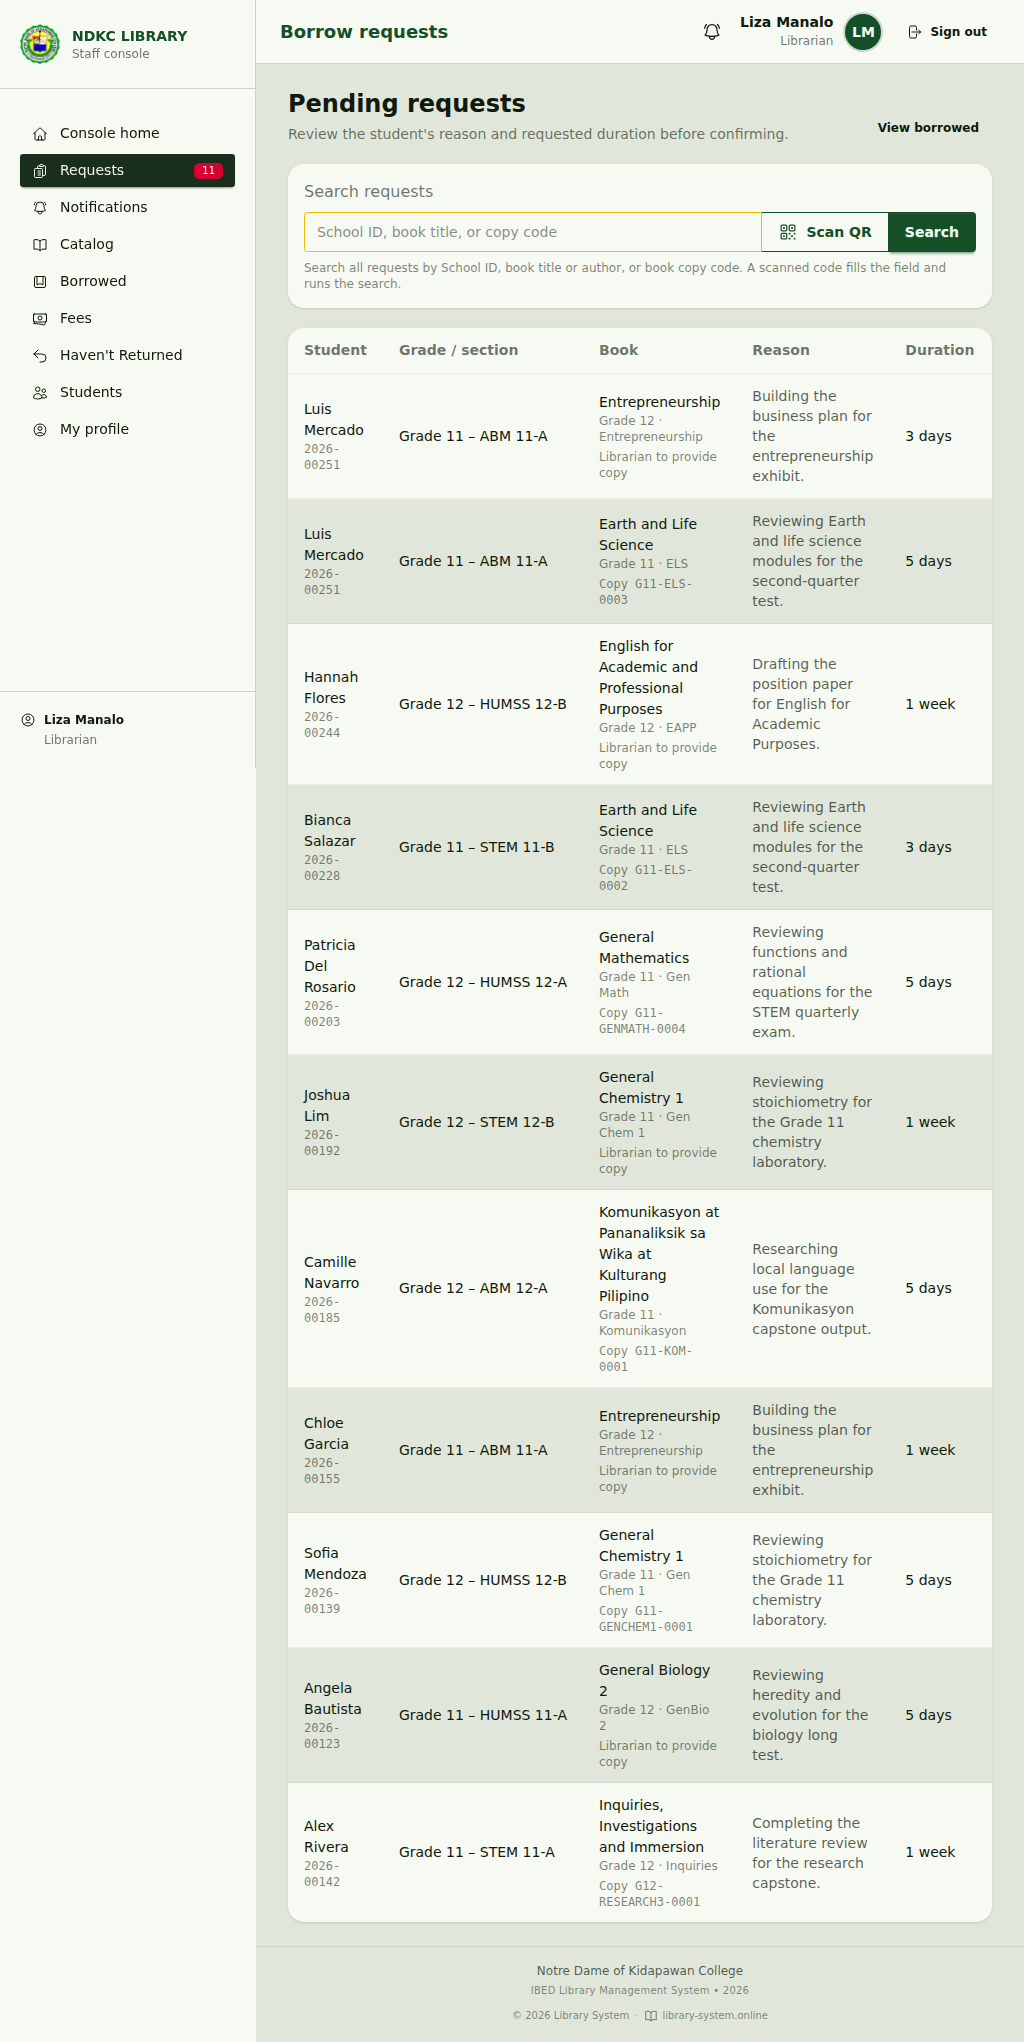 NDKC LIBRARY
Staff console
Console home
Requests 11
Notifications
Catalog
Borrowed
Fees
Haven't Returned
Students
My profile
Liza Manalo
Librarian
Borrow requests
Liza Manalo
Librarian
LM
Sign out
Pending requests
Review the student's reason and requested duration before confirming.
View borrowed
Search requests
School ID, book title, or copy code
Scan QR
Search
Search all requests by School ID, book title or author, or book copy code. A scanned code fills the field and
runs the search.
Student Grade / section Book Reason Duration
Luis
Mercado
2026-
00251
Grade 11 – ABM 11-A
Entrepreneurship
Grade 12 ·
Entrepreneurship
Librarian to provide
copy
Building the
business plan for
the
entrepreneurship
exhibit.
3 days
Luis
Mercado
2026-
00251
Grade 11 – ABM 11-A
Earth and Life
Science
Grade 11 · ELS
Copy G11-ELS-
0003
Reviewing Earth
and life science
modules for the
second-quarter
test.
5 days
Hannah
Flores
2026-
00244
Grade 12 – HUMSS 12-B
English for
Academic and
Professional
Purposes
Grade 12 · EAPP
Librarian to provide
copy
Drafting the
position paper
for English for
Academic
Purposes.
1 week
Bianca
Salazar
2026-
00228
Grade 11 – STEM 11-B
Earth and Life
Science
Grade 11 · ELS
Copy G11-ELS-
0002
Reviewing Earth
and life science
modules for the
second-quarter
test.
3 days
Patricia
Del
Rosario
2026-
00203
Grade 12 – HUMSS 12-A
General
Mathematics
Grade 11 · Gen
Math
Copy G11-
GENMATH-0004
Reviewing
functions and
rational
equations for the
STEM quarterly
exam.
5 days
Joshua
Lim
2026-
00192
Grade 12 – STEM 12-B
General
Chemistry 1
Grade 11 · Gen
Chem 1
Librarian to provide
copy
Reviewing
stoichiometry for
the Grade 11
chemistry
laboratory.
1 week
Camille
Navarro
2026-
00185
Grade 12 – ABM 12-A
Komunikasyon at
Pananaliksik sa
Wika at
Kulturang
Pilipino
Grade 11 ·
Komunikasyon
Copy G11-KOM-
0001
Researching
local language
use for the
Komunikasyon
capstone output.
5 days
Chloe
Garcia
2026-
00155
Grade 11 – ABM 11-A
Entrepreneurship
Grade 12 ·
Entrepreneurship
Librarian to provide
copy
Building the
business plan for
the
entrepreneurship
exhibit.
1 week
Sofia
Mendoza
2026-
00139
Grade 12 – HUMSS 12-B
General
Chemistry 1
Grade 11 · Gen
Chem 1
Copy G11-
GENCHEM1-0001
Reviewing
stoichiometry for
the Grade 11
chemistry
laboratory.
5 days
Angela
Bautista
2026-
00123
Grade 11 – HUMSS 11-A
General Biology
2
Grade 12 · GenBio
2
Librarian to provide
copy
Reviewing
heredity and
evolution for the
biology long
test.
5 days
Alex
Rivera
2026-
00142
Grade 11 – STEM 11-A
Inquiries,
Investigations
and Immersion
Grade 12 · Inquiries
Copy G12-
RESEARCH3-0001
Completing the
literature review
for the research
capstone.
1 week
Notre Dame of Kidapawan College
IBED Library Management System • 2026
© 2026 Library System · library-system.online